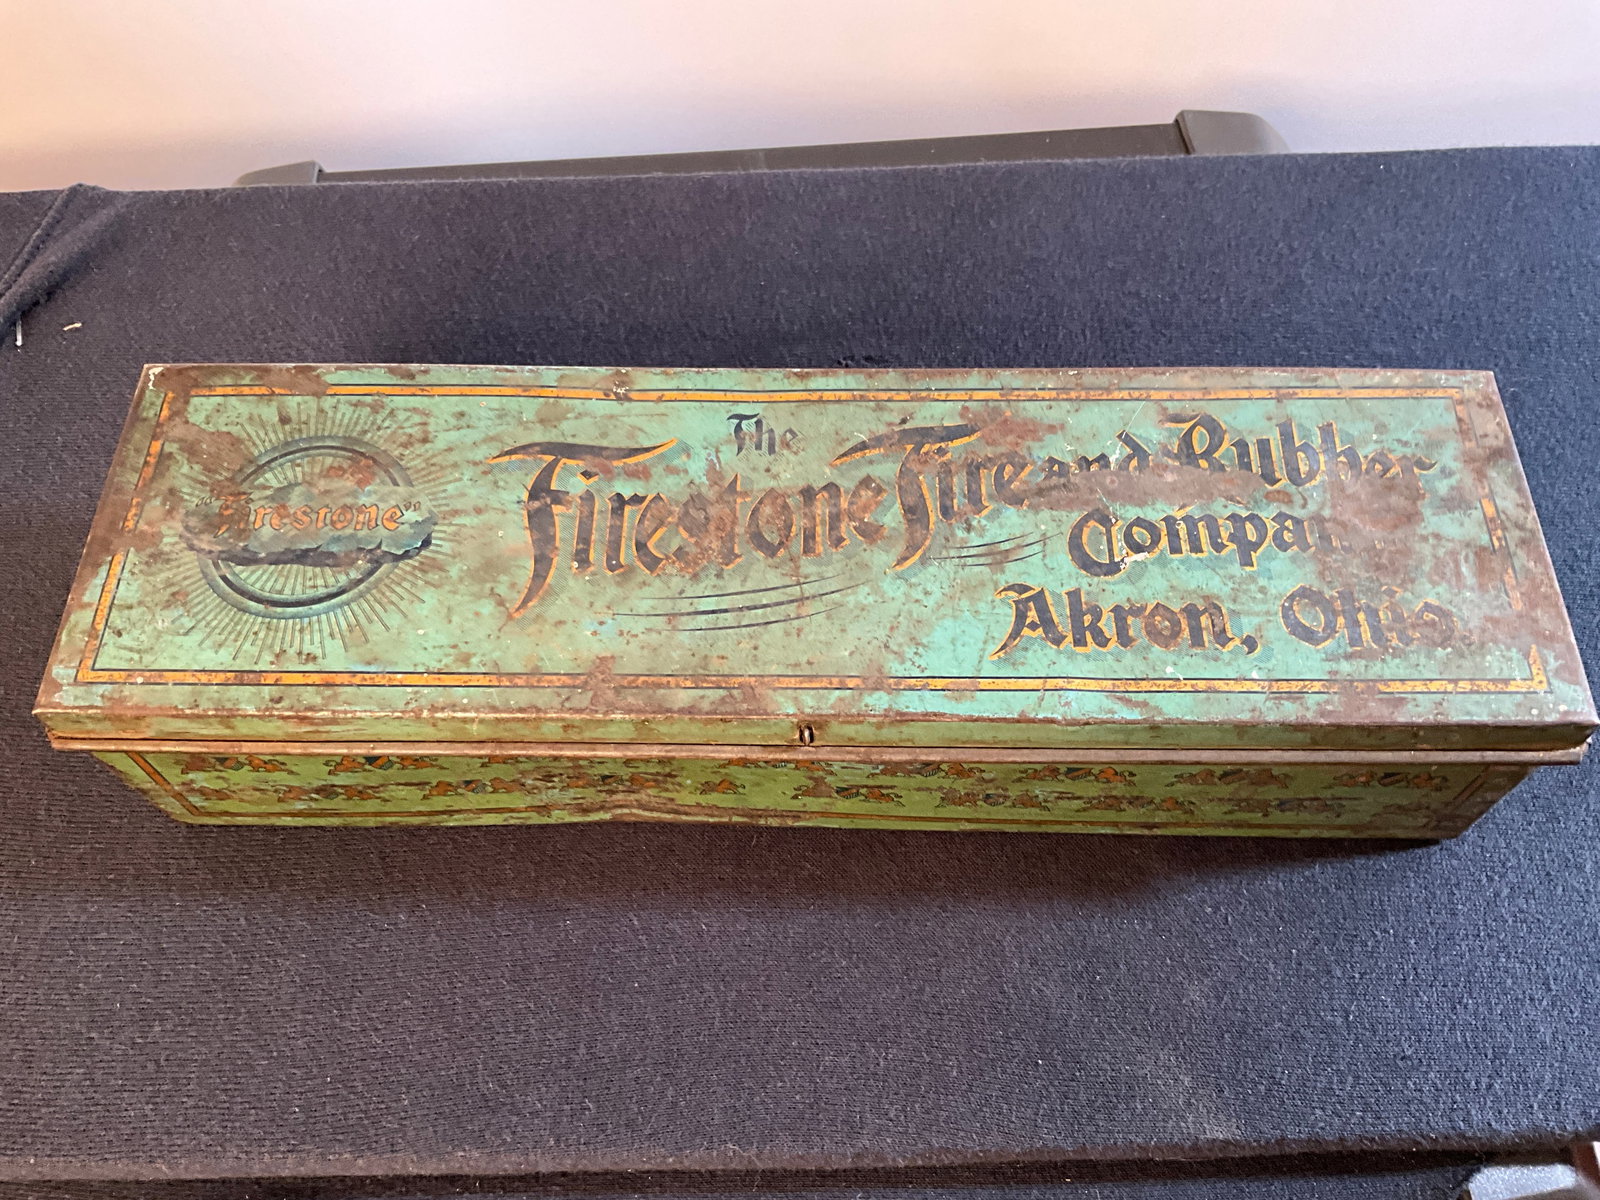 "Firestone"
The
Firestone Tire and Rubber
Company
Akron, Ohio.